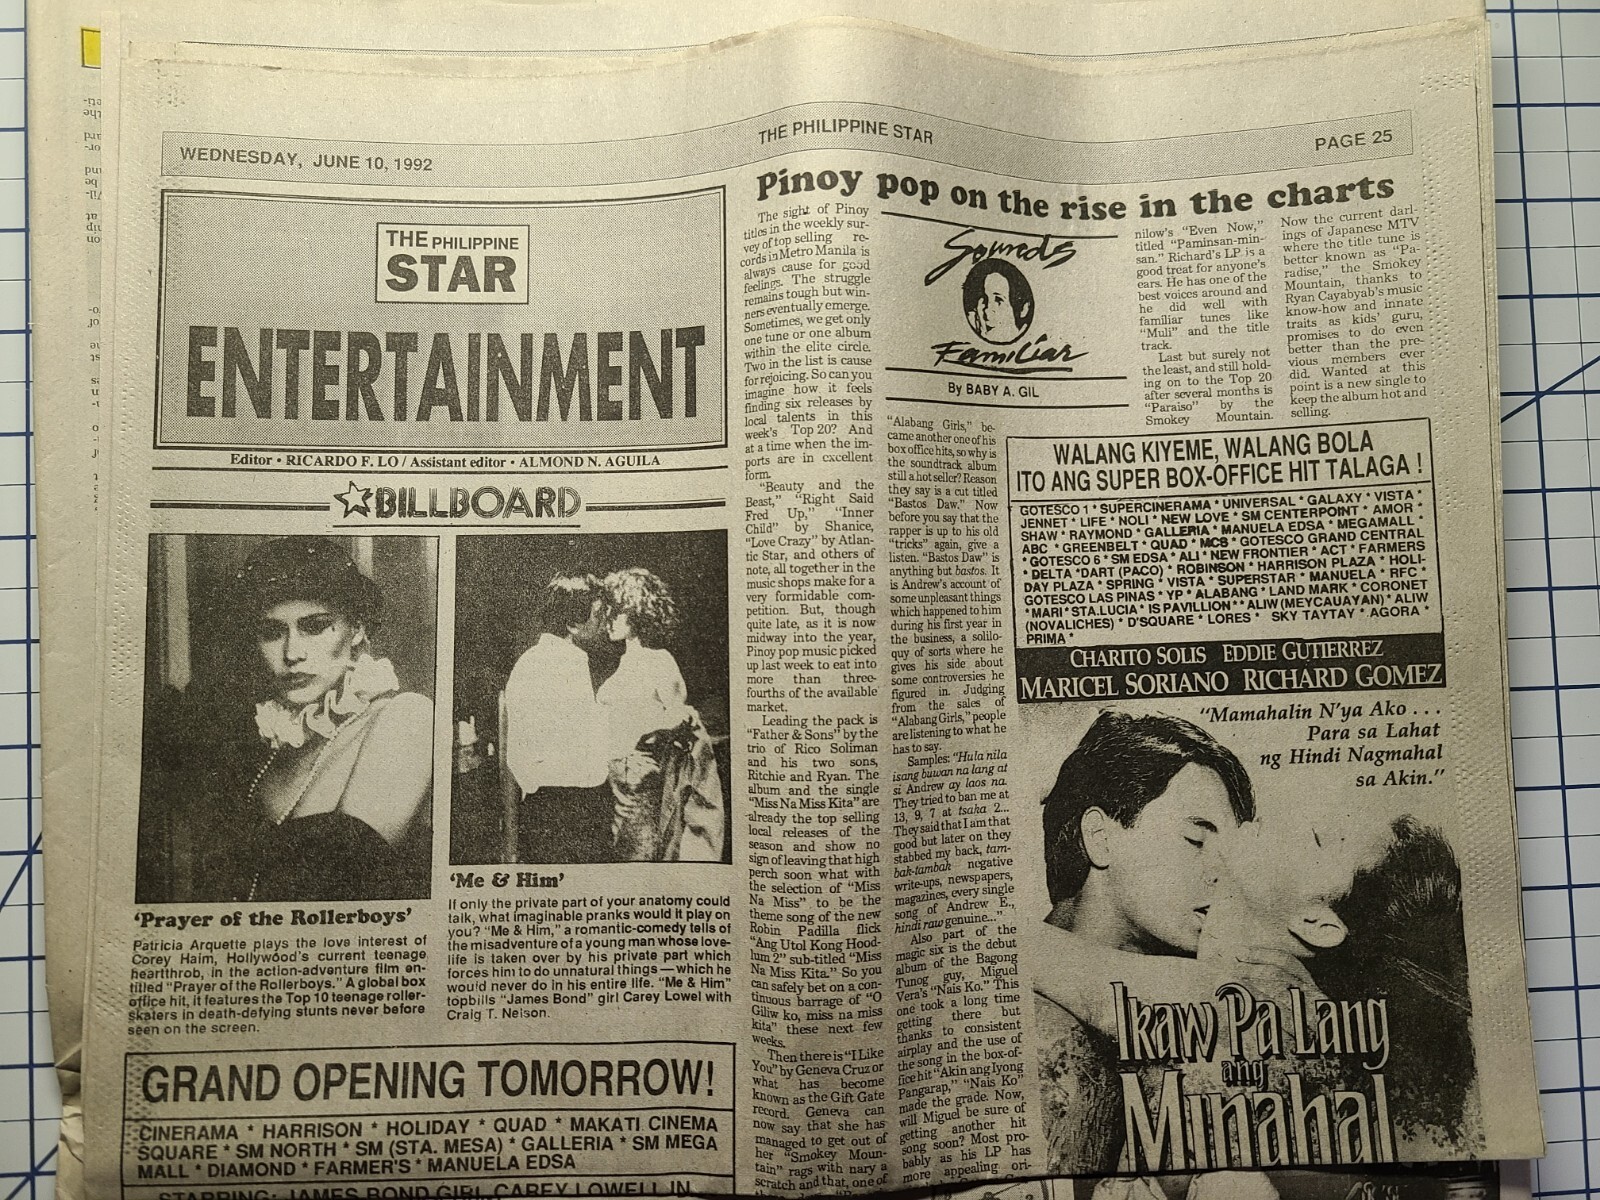 WEDNESDAY, JUNE 10, 1992
THE PHILIPPINE STAR
PAGE 25
THE PHILIPPINE
STAR
ENTERTAINMENT
Editor • RICARDO F. LO / Assistant editor • ALMOND N. AGUILA
BILLBOARD
'Prayer of the Rollerboys'
Patricia Arquette plays the love interest of
Corey Haim, Hollywood's current teenage
heartthrob, in the action-adventure film en-
titled "Prayer of the Rollerboys." A global box
office hit, it features the Top 10 teenage roller-
skaters in death-defying stunts never before
seen on the screen.
'Me & Him'
If only the private part of your anatomy could
talk, what imaginable pranks would it play on
you? "Me & Him," a romantic-comedy tells of
the misadventure of a young man whose love-
life is taken over by his private part which
forces him to do unnatural things — which he
would never do in his entire life. "Me & Him"
topbills "James Bond" girl Carey Lowel with
Craig T. Nelson.
GRAND OPENING TOMORROW!
CINERAMA * HARRISON * HOLIDAY * QUAD * MAKATI CINEMA
SQUARE * SM NORTH * SM (STA. MESA) * GALLERIA * SM MEGA
MALL * DIAMOND * FARMER'S * MANUELA EDSA
STARRING: JAMES BOND GIRL CAREY LOWELL IN
Pinoy pop on the rise in the charts
The sight of Pinoy
titles in the weekly sur-
vey of top selling re-
cords in Metro Manila is
always cause for good
feelings. The struggle
remains tough but win-
ners eventually emerge.
Sometimes, we get only
one tune or one album
within the elite circle.
Two in the list is cause
for rejoicing. So can you
imagine how it feels
finding six releases by
local talents in this
week's Top 20? And
at a time when the im-
ports are in excellent
form.
"Beauty and the
Beast," "Right Said
Fred Up," "Inner
Child" by Shanice,
"Love Crazy" by Atlan-
tic Star, and others of
note, all together in the
music shops make for a
very formidable com-
petition. But, though
quite late, as it is now
midway into the year,
Pinoy pop music picked
up last week to eat into
more than three-
fourths of the available
market.
Leading the pack is
"Father & Sons" by the
trio of Rico Soliman
and his two sons,
Ritchie and Ryan. The
album and the single
"Miss Na Miss Kita" are
already the top selling
local releases of the
season and show no
sign of leaving that high
perch soon what with
the selection of "Miss
Na Miss" to be the
theme song of the new
Robin Padilla flick
"Ang Utol Kong Hood-
lum 2" sub-titled "Miss
Na Miss Kita." So you
can safely bet on a con-
tinuous barrage of "O
Giliw ko, miss na miss
kita" these next few
weeks.
Then there is "I Like
You" by Geneva Cruz or
what has become
known as the Gift Gate
record. Geneva can
now say that she has
managed to get out of
her "Smokey Moun-
tain" rags with nary a
scratch and that, one of
Sounds
Familiar
By BABY A. GIL
"Alabang Girls," be-
came another one of his
box office hits, so why is
the soundtrack album
still a hot seller? Reason
they say is a cut titled
"Bastos Daw." Now
before you say that the
rapper is up to his old
"tricks" again, give a
listen. "Bastos Daw" is
anything but bastos. It
is Andrew's account of
some unpleasant things
which happened to him
during his first year in
the business, a solilo-
quy of sorts where he
gives his side about
some controversies he
figured in. Judging
from the sales of
"Alabang Girls," people
are listening to what he
has to say.
Samples: "Hula nila
isang buwan na lang at
si Andrew ay laos na.
They tried to ban me at
13, 9, 7 at tsaka 2...
They said that I am that
good but later on they
stabbed my back, tam-
bak-tambak negative
write-ups, newspapers,
magazines, every single
song of Andrew E.,
hindi raw genuine..."
Also part of the
magic six is the debut
album of the Bagong
Tunog guy, Miguel
Vera's "Nais Ko." This
one took a long time
getting there but
thanks to consistent
airplay and the use of
the song in the box-of-
fice hit "Akin ang Iyong
Pangarap," "Nais Ko"
made the grade. Now,
will Miguel be sure of
getting another hit
song soon? Most pro-
bably as his LP has
more appealing ori-
nilow's "Even Now,"
titled "Paminsan-min-
san." Richard's LP is a
good treat for anyone's
ears. He has one of the
best voices around and
he did well with
familiar tunes like
"Muli" and the title
track.
Last but surely not
the least, and still hold-
ing on to the Top 20
after several months is
"Paraiso" by the
Smokey Mountain.
Now the current darl-
ings of Japanese MTV
where the title tune is
better known as "Pa-
radise," the Smokey
Mountain, thanks to
Ryan Cayabyab's music
know-how and innate
traits as kids' guru,
promises to do even
better than the pre-
vious members ever
did. Wanted at this
point is a new single to
keep the album hot and
selling.
WALANG KIYEME, WALANG BOLA
ITO ANG SUPER BOX-OFFICE HIT TALAGA !
GOTESCO 1 * SUPERCINERAMA * UNIVERSAL * GALAXY * VISTA *
JENNET * LIFE * NOLI * NEW LOVE * SM CENTERPOINT * AMOR *
SHAW * RAYMOND * GALLERIA * MANUELA EDSA * MEGAMALL *
ABC * GREENBELT * QUAD * MCS * GOTESCO GRAND CENTRAL
* GOTESCO 6 * SM EDSA * ALI * NEW FRONTIER * ACT * FARMERS
* DELTA *DART (PACO) * ROBINSON * HARRISON PLAZA * HOLI-
DAY PLAZA * SPRING * VISTA * SUPERSTAR * MANUELA * RFC *
GOTESCO LAS PINAS * YP * ALABANG * LAND MARK * CORONET
* MARI * STA.LUCIA * IS PAVILLION** ALIW (MEYCAUAYAN) * ALIW
(NOVALICHES) * D'SQUARE * LORES * SKY TAYTAY * AGORA *
PRIMA *
CHARITO SOLIS EDDIE GUTIERREZ
MARICEL SORIANO RICHARD GOMEZ
"Mamahalin N'ya Ako . . .
Para sa Lahat
ng Hindi Nagmahal
sa Akin."
Ikaw Pa Lang
ang
Minahal